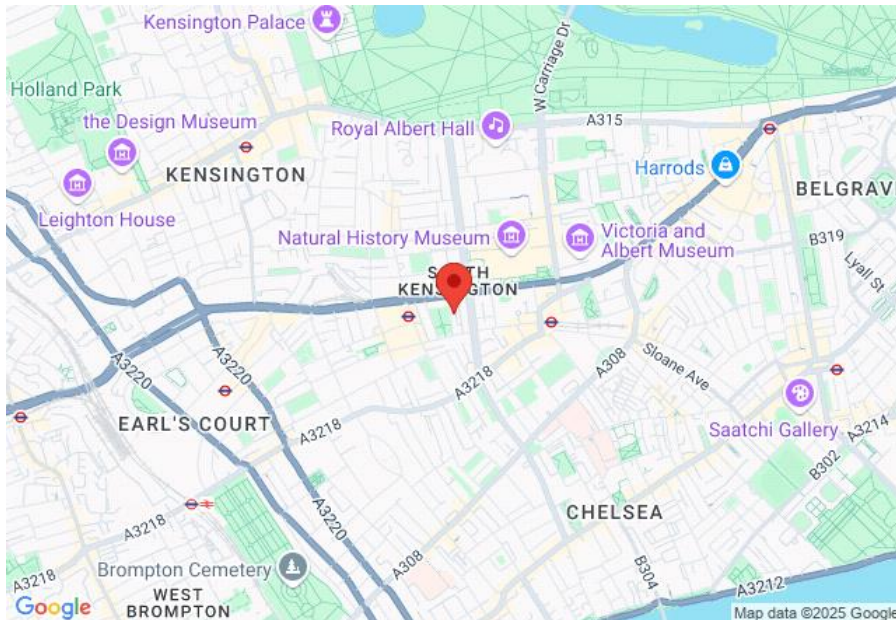 Kensington Palace
W Carriage Dr
Holland Park
the Design Museum
Royal Albert Hall
A315
KENSINGTON
Harrods
BELGRAV
Leighton House
Natural History Museum
Victoria and
Albert Museum
B319
Lyall St
KENSINGTON
A3220
A3220
A3218
A308
Sloane Ave
EARL'S COURT
A3218
Saatchi Gallery
A3214
B302
A3218
A3220
CHELSEA
A308
B304
Brompton Cemetery
A3218
WEST
BROMPTON
A3212
Google
Map data ©2025 Google